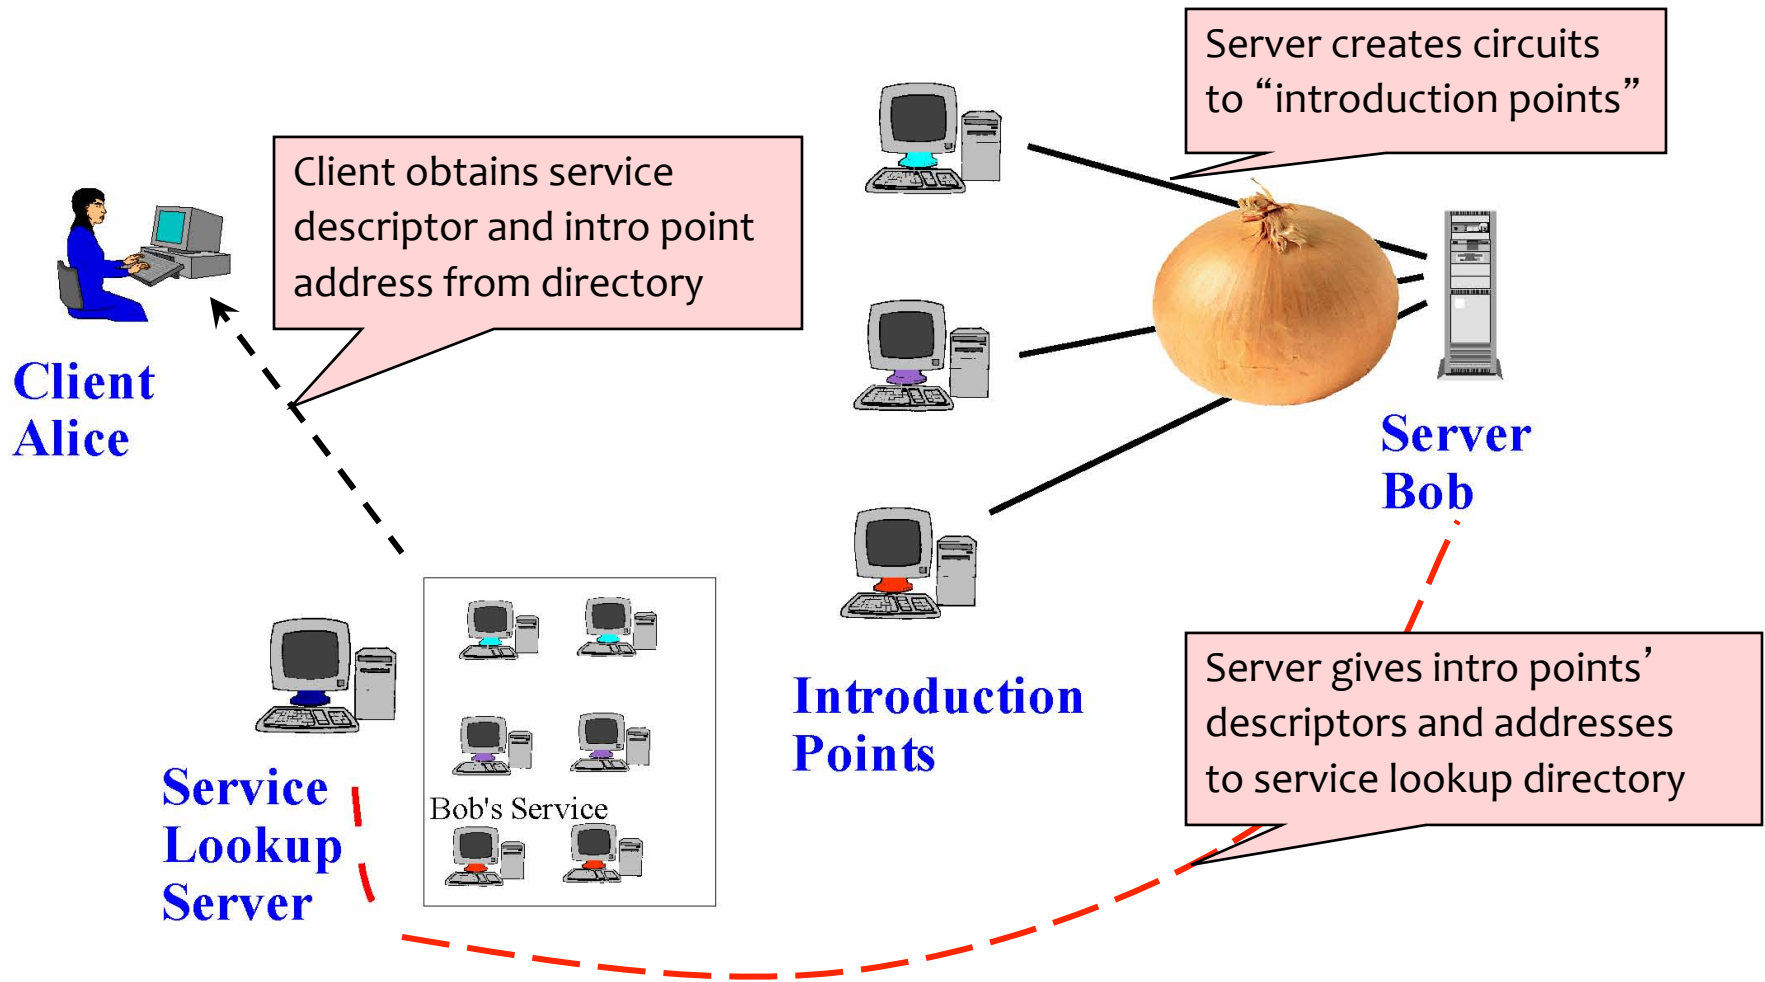 Server creates circuits
to “introduction points”
Client obtains service
descriptor and intro point
address from directory
Client
Alice
Server
Bob
Introduction
Points
Server gives intro points’
descriptors and addresses
to service lookup directory
Service
Lookup
Server
Bob's Service